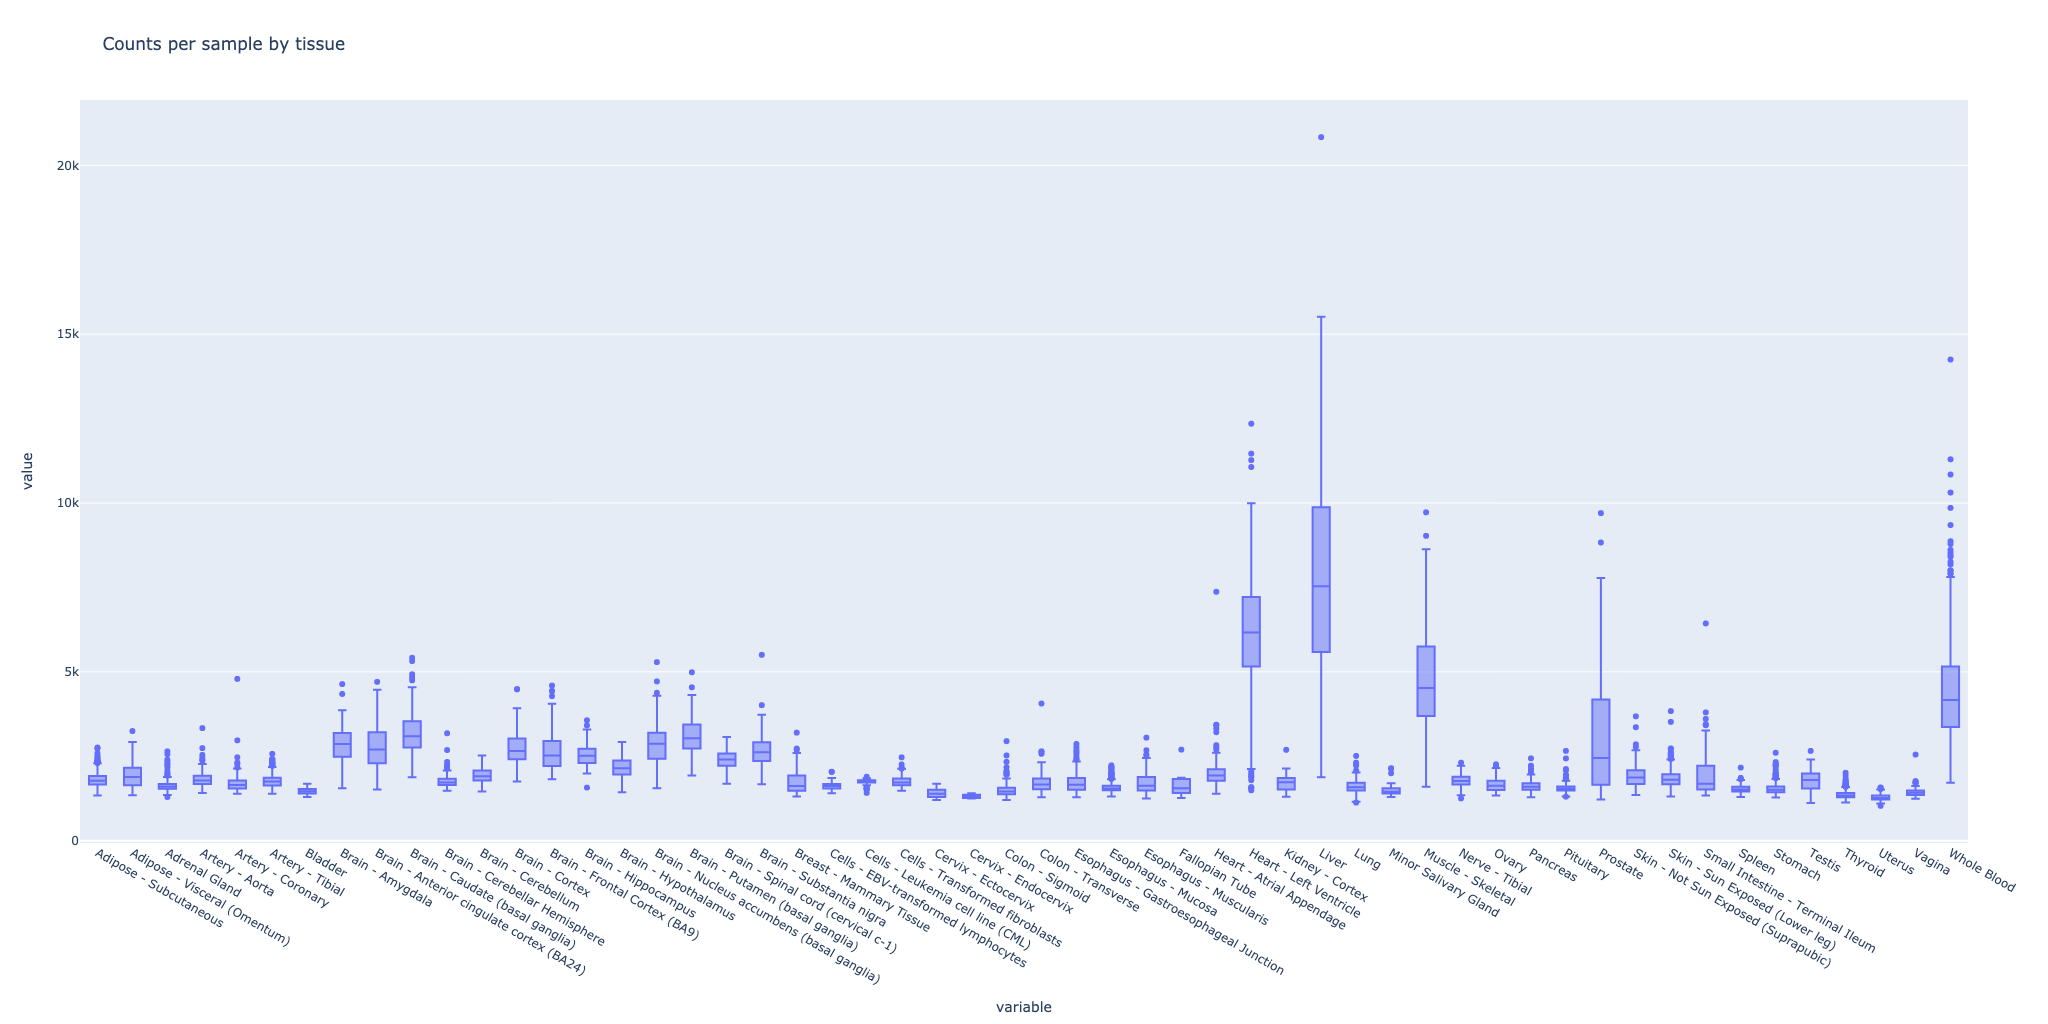 Counts per sample by tissue
value
20k
15k
10k
5k
0
Adipose - Subcutaneous
Adipose - Visceral (Omentum)
Adrenal Gland
Artery - Aorta
Artery - Coronary
Artery - Tibial
Bladder
Brain - Amygdala
Brain - Anterior cingulate cortex (BA24)
Brain - Caudate (basal ganglia)
Brain - Cerebellar Hemisphere
Brain - Cerebellum
Brain - Cortex
Brain - Frontal Cortex (BA9)
Brain - Hippocampus
Brain - Hypothalamus
Brain - Nucleus accumbens (basal ganglia)
Brain - Putamen (basal ganglia)
Brain - Spinal cord (cervical c-1)
Brain - Substantia nigra
Breast - Mammary Tissue
Cells - EBV-transformed lymphocytes
Cells - Leukemia cell line (CML)
Cells - Transformed fibroblasts
Cervix - Ectocervix
Cervix - Endocervix
Colon - Sigmoid
Colon - Transverse
Esophagus - Gastroesophageal Junction
Esophagus - Mucosa
Esophagus - Muscularis
Fallopian Tube
Heart - Atrial Appendage
Heart - Left Ventricle
Kidney - Cortex
Liver
Lung
Minor Salivary Gland
Muscle - Skeletal
Nerve - Tibial
Ovary
Pancreas
Pituitary
Prostate
Skin - Not Sun Exposed (Suprapubic)
Skin - Sun Exposed (Lower leg)
Small Intestine - Terminal Ileum
Spleen
Stomach
Testis
Thyroid
Uterus
Vagina
Whole Blood
variable